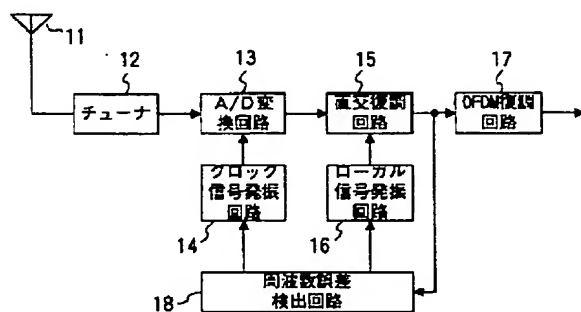 11
12
チューナ
13
A/D変
換回路
15
直交復調
回路
17
OFDM復調
回路
クロック
信号発振
回路
14
ローカル
信号発振
回路
16
周波数誤差
検出回路
18